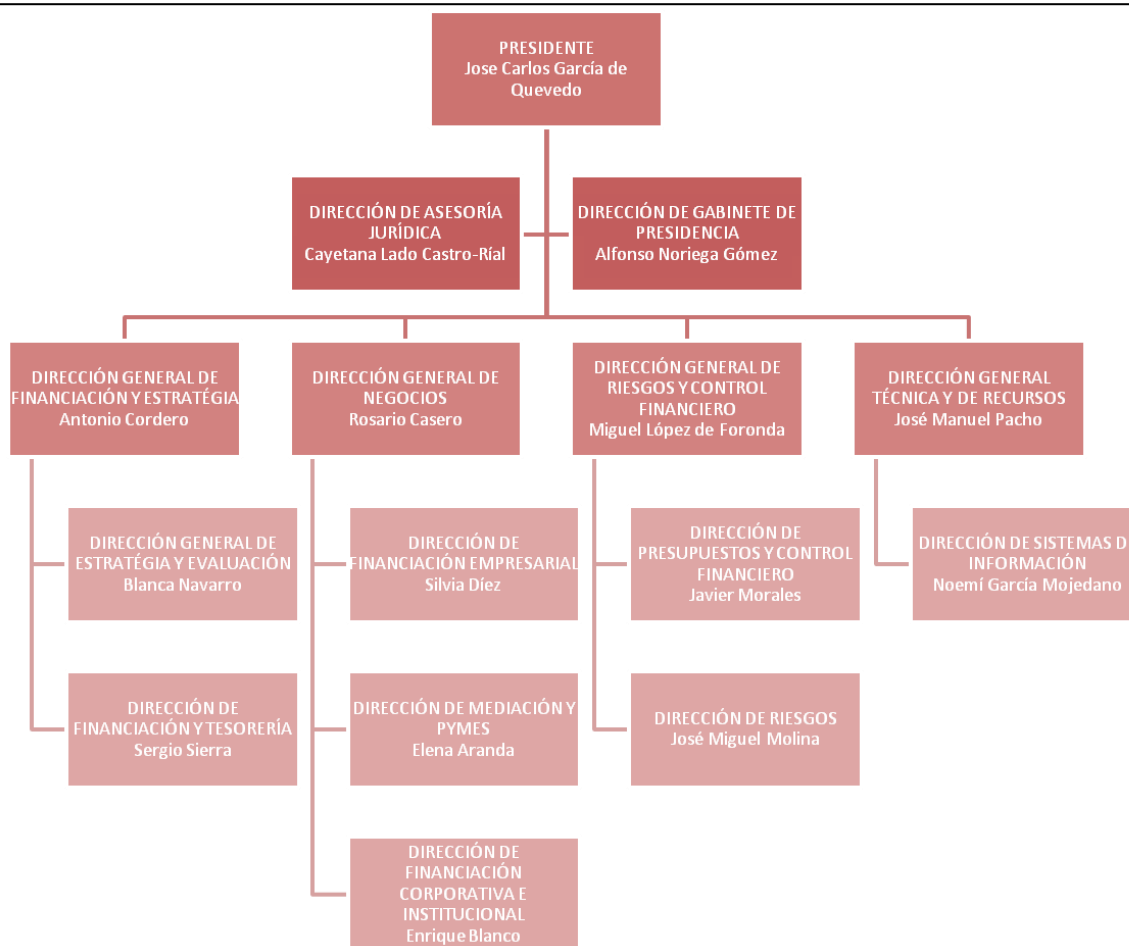 PRESIDENTE
Jose Carlos García de
Quevedo
DIRECCIÓN DE ASESORÍA
JURÍDICA
Cayetana Lado Castro-Ríal
DIRECCIÓN DE GABINETE DE
PRESIDENCIA
Alfonso Noriega Gómez
DIRECCIÓN GENERAL DE
FINANCIACIÓN Y ESTRATÉGIA
Antonio Cordero
DIRECCIÓN GENERAL DE
NEGOCIOS
Rosario Casero
DIRECCIÓN GENERAL DE
RIESGOS Y CONTROL
FINANCIERO
Miguel López de Foronda
DIRECCIÓN GENERAL
TÉCNICA Y DE RECURSOS
José Manuel Pacho
DIRECCIÓN GENERAL DE
ESTRATÉGIA Y EVALUACIÓN
Blanca Navarro
DIRECCIÓN DE
FINANCIACIÓN EMPRESARIAL
Silvia Díez
DIRECCIÓN DE
PRESUPUESTOS Y CONTROL
FINANCIERO
Javier Morales
DIRECCIÓN DE SISTEMAS D
INFORMACIÓN
Noemí García Mojedano
DIRECCIÓN DE
FINANCIACIÓN Y TESORERÍA
Sergio Sierra
DIRECCIÓN DE MEDIACIÓN Y
PYMES
Elena Aranda
DIRECCIÓN DE RIESGOS
José Miguel Molina
DIRECCIÓN DE
FINANCIACIÓN
CORPORATIVA E
INSTITUCIONAL
Enrique Blanco